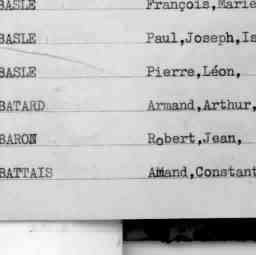 BASLE François,Marie
BASLE Paul,Joseph,Is
BASLE Pierre,Léon,
BATARD Armand,Arthur,
BARON Robert,Jean,
BATTAIS Amand,Constant